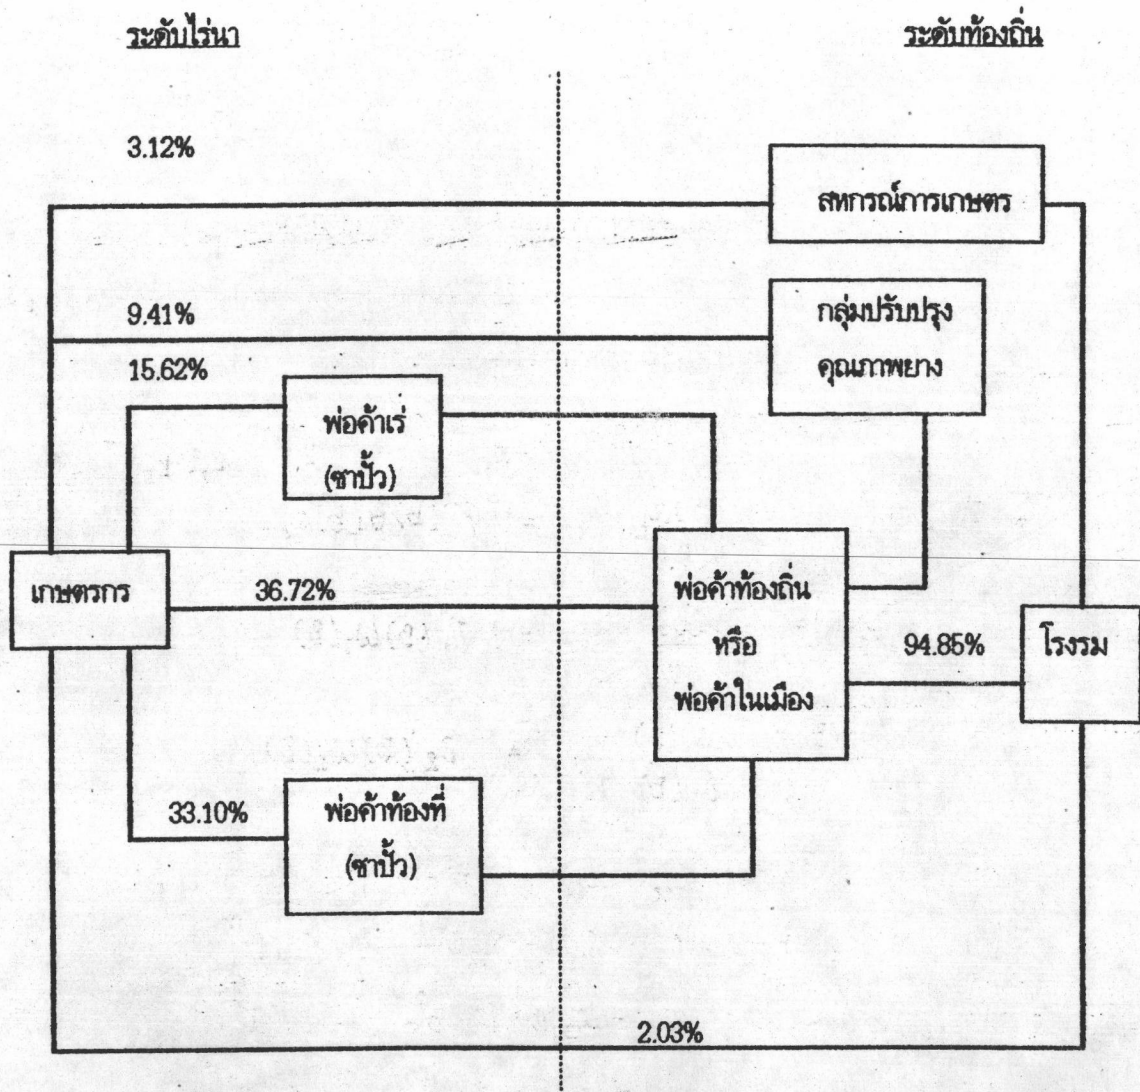 ระดับไร่นา
ระดับท้องถิ่น
3.12%
สหกรณ์การเกษตร
9.41%
กลุ่มปรับปรุง
คุณภาพยาง
15.62%
พ่อค้าเร่
(ซาปั้ว)
เกษตรกร
36.72%
พ่อค้าท้องถิ่น
หรือ
พ่อค้าในเมือง
94.85%
โรงรม
33.10%
พ่อค้าท้องที่
(ซาปั้ว)
2.03%